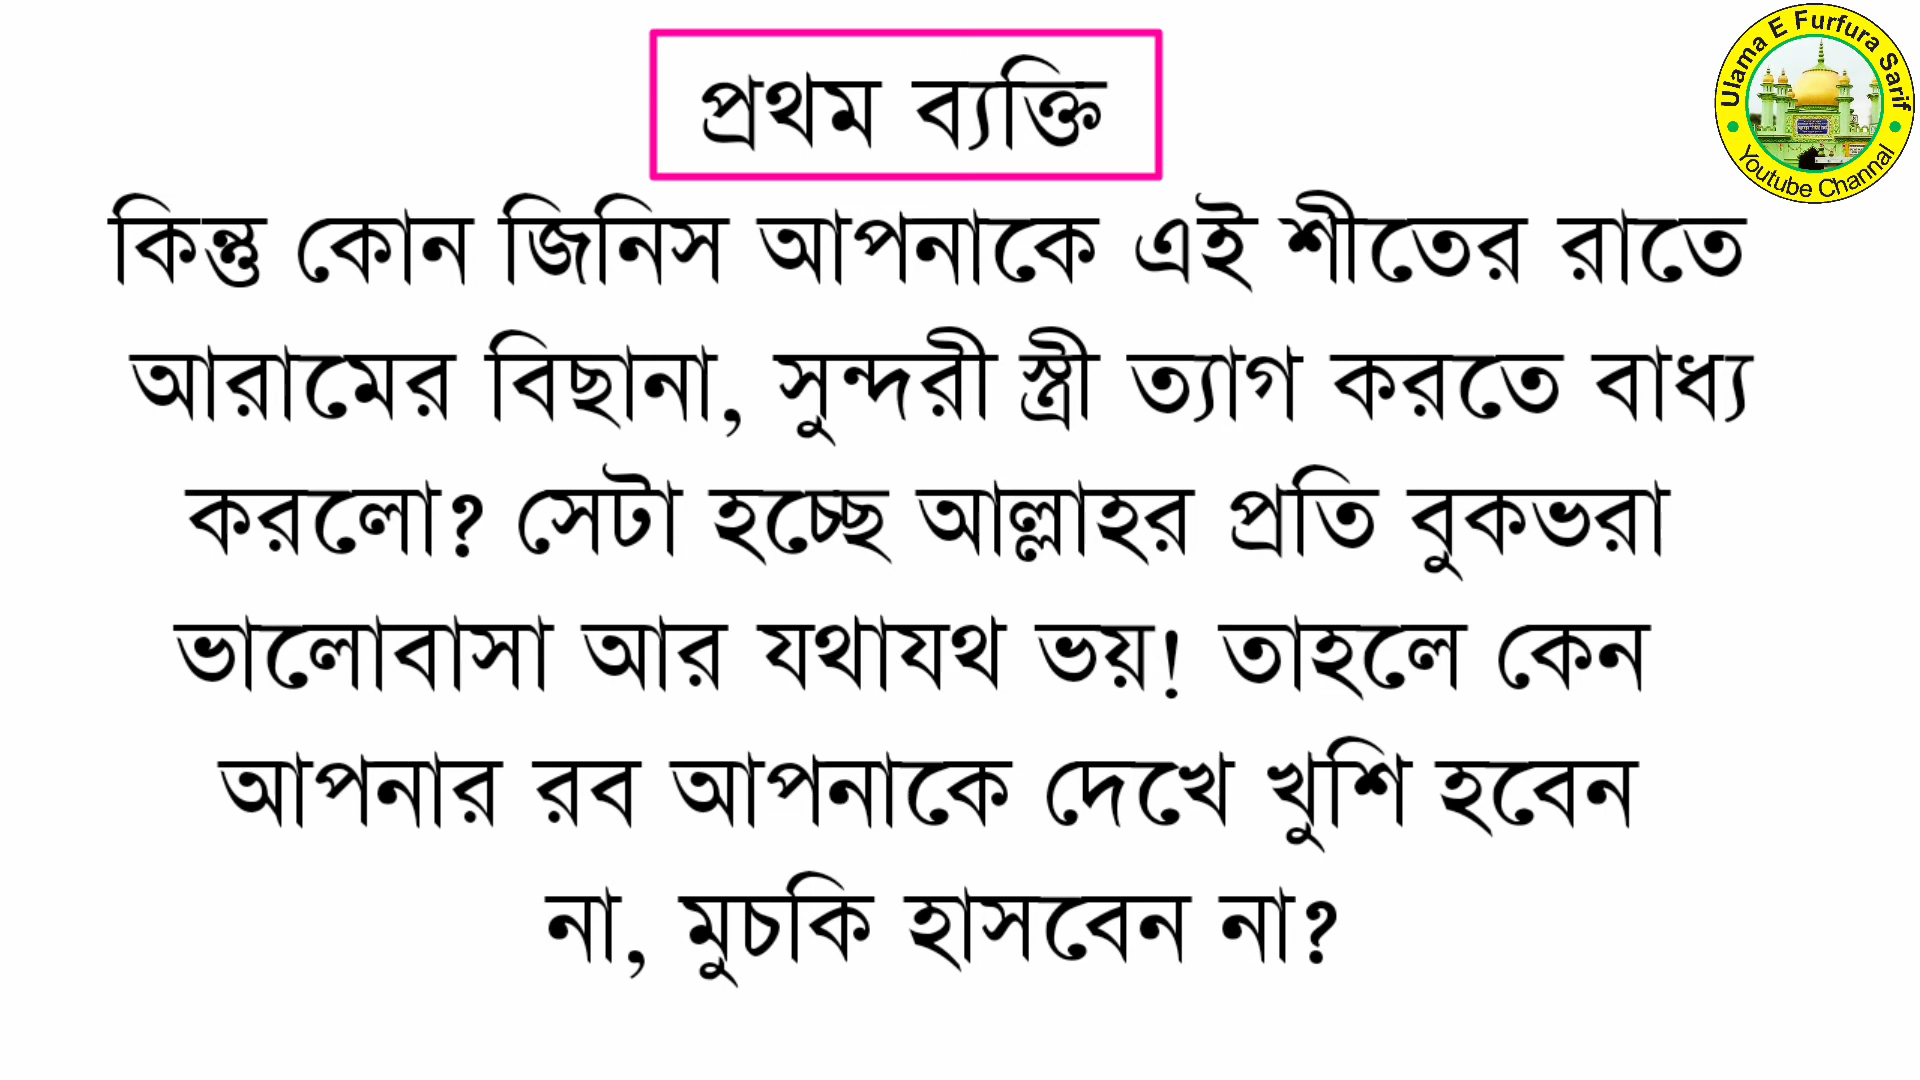 প্রথম ব্যক্তি
Ulama E Furfura Sarif
Youtube Channal
কিন্তু কোন জিনিস আপনাকে এই শীতের রাতে
আরামের বিছানা, সুন্দরী স্ত্রী ত্যাগ করতে বাধ্য
করলো? সেটা হচ্ছে আল্লাহর প্রতি বুকভরা
ভালোবাসা আর যথাযথ ভয়! তাহলে কেন
আপনার রব আপনাকে দেখে খুশি হবেন
না, মুচকি হাসবেন না?